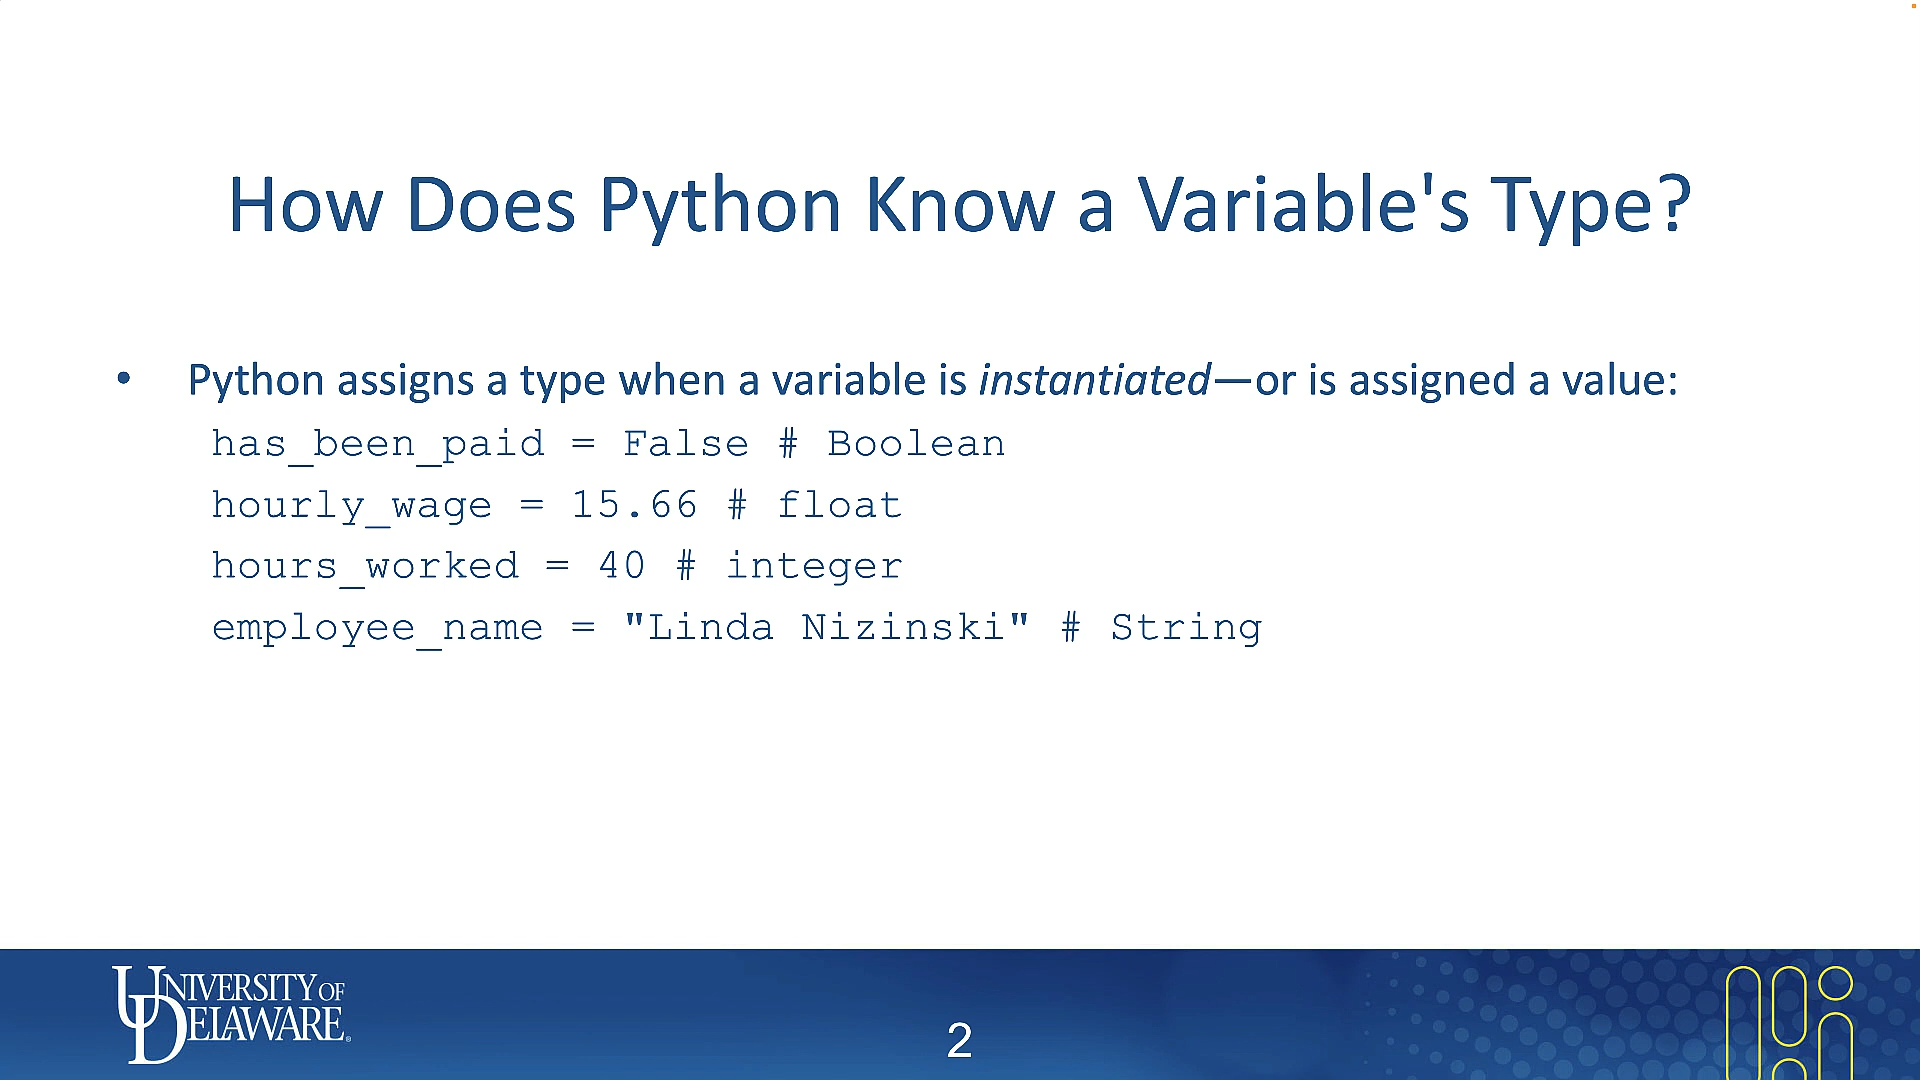 How Does Python Know a Variable's Type?
• Python assigns a type when a variable is instantiated—or is assigned a value:
has_been_paid = False # Boolean
hourly_wage = 15.66 # float
hours_worked = 40 # integer
employee_name = "Linda Nizinski" # String
UNIVERSITY OF
DELAWARE®
2